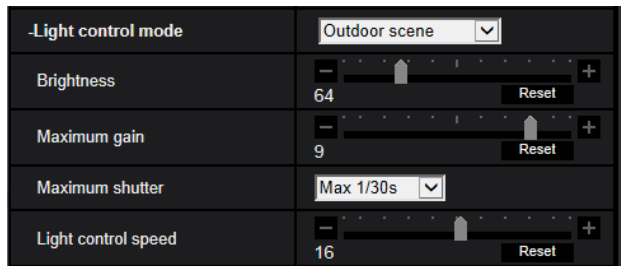 -Light control mode
Outdoor scene
Brightness
64
Reset
Maximum gain
9
Reset
Maximum shutter
Max 1/30s
Light control speed
16
Reset